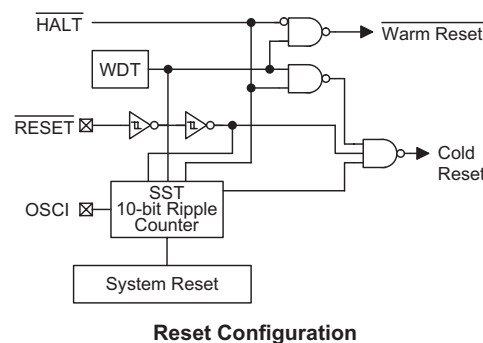 HALT
Warm Reset
WDT
RESET
SST
10-bit Ripple
Counter
Cold
Reset
OSCI
System Reset
Reset Configuration